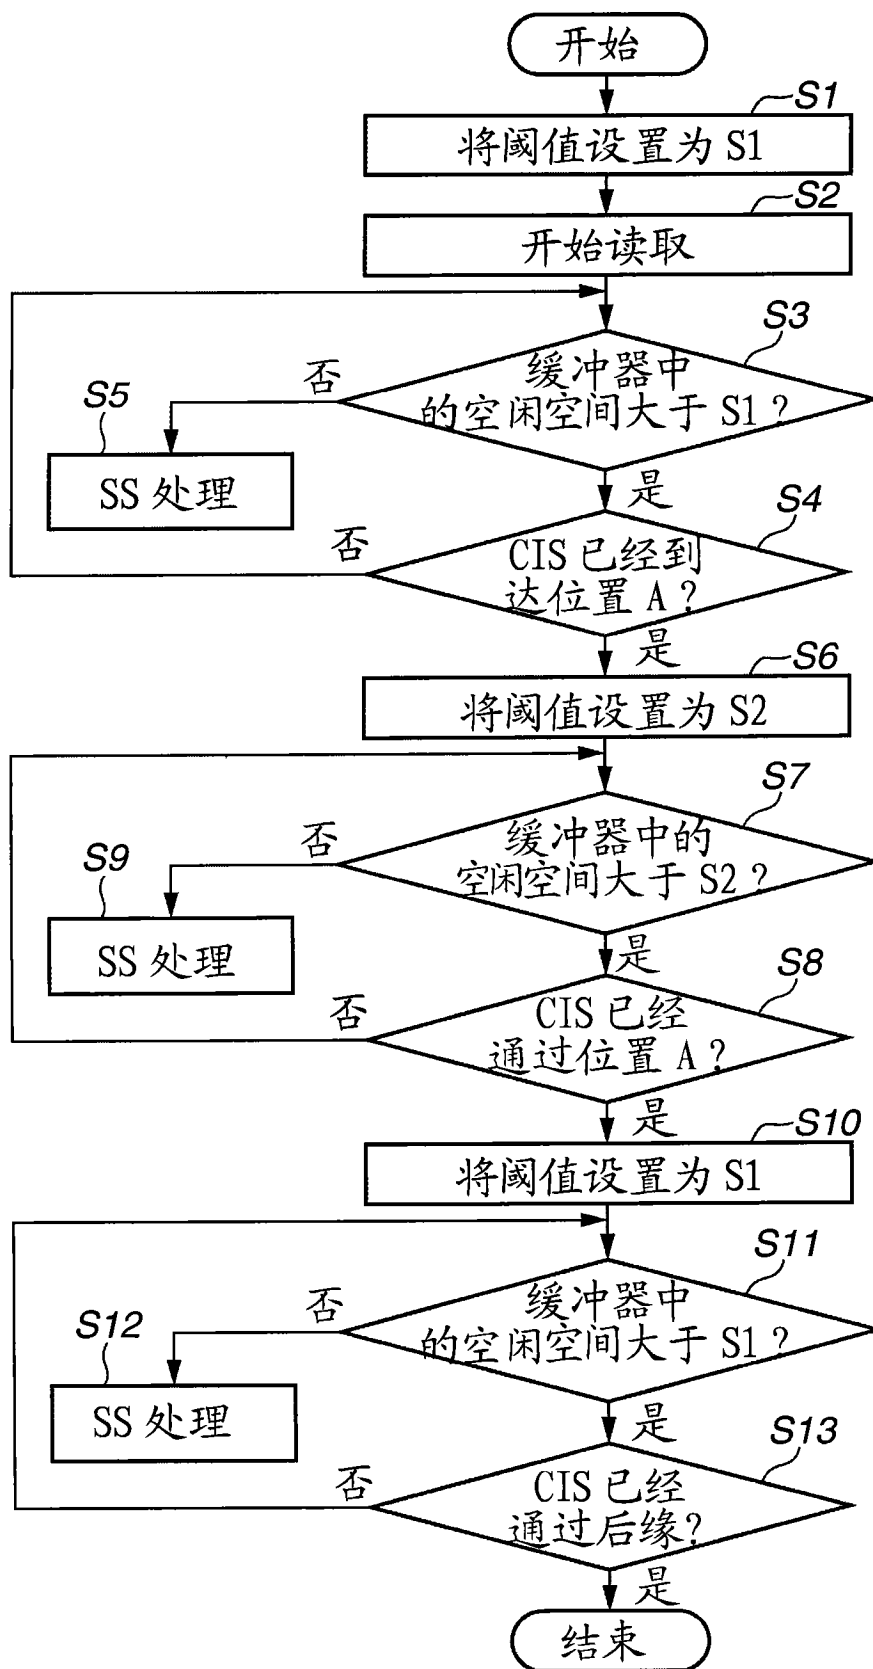 开始
S1
将阈值设置为 S1
S2
开始读取
S3
缓冲器中
的空闲空间大于 S1？
否
S5
SS 处理
是
S4
CIS 已经到
达位置 A？
否
是
S6
将阈值设置为 S2
S7
缓冲器中的
空闲空间大于 S2？
否
S9
SS 处理
是
S8
CIS 已经
通过位置 A？
否
是
S10
将阈值设置为 S1
S11
缓冲器中
的空闲空间大于 S1？
否
S12
SS 处理
是
S13
CIS 已经
通过后缘？
否
是
结束